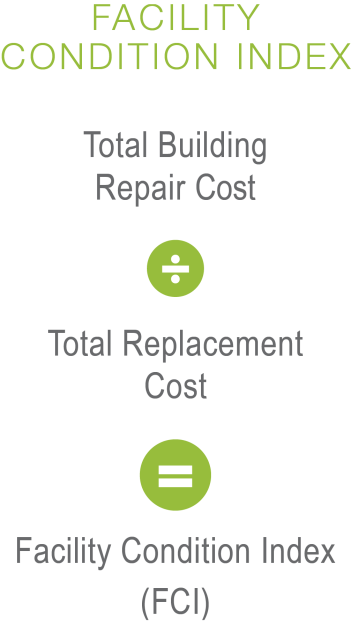 FACILITY
CONDITION INDEX
Total Building
Repair Cost
÷
Total Replacement
Cost
=
Facility Condition Index
(FCI)